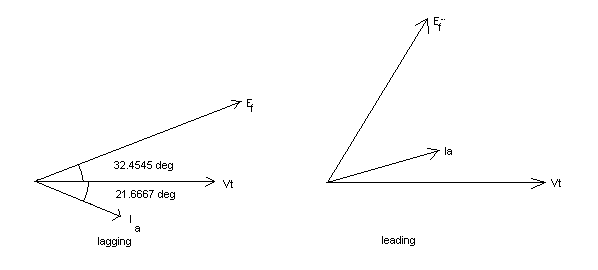 Ef
32.4545 deg
Vt
21.6667 deg
Ia
lagging
Ef''
Ia
Vt
leading